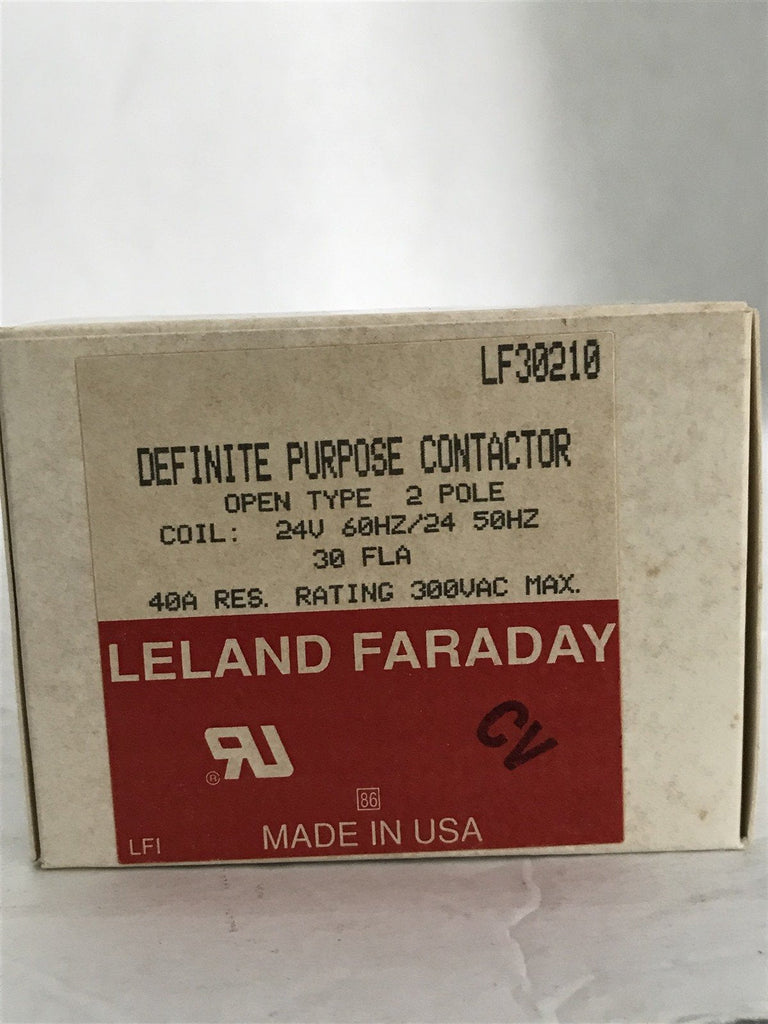 LF30210
DEFINITE PURPOSE CONTACTOR
OPEN TYPE 2 POLE
COIL: 24V 60HZ/24 50HZ
30 FLA
40A RES. RATING 300VAC MAX.
LELAND FARADAY
RU
®
CV
86
LFI
MADE IN USA